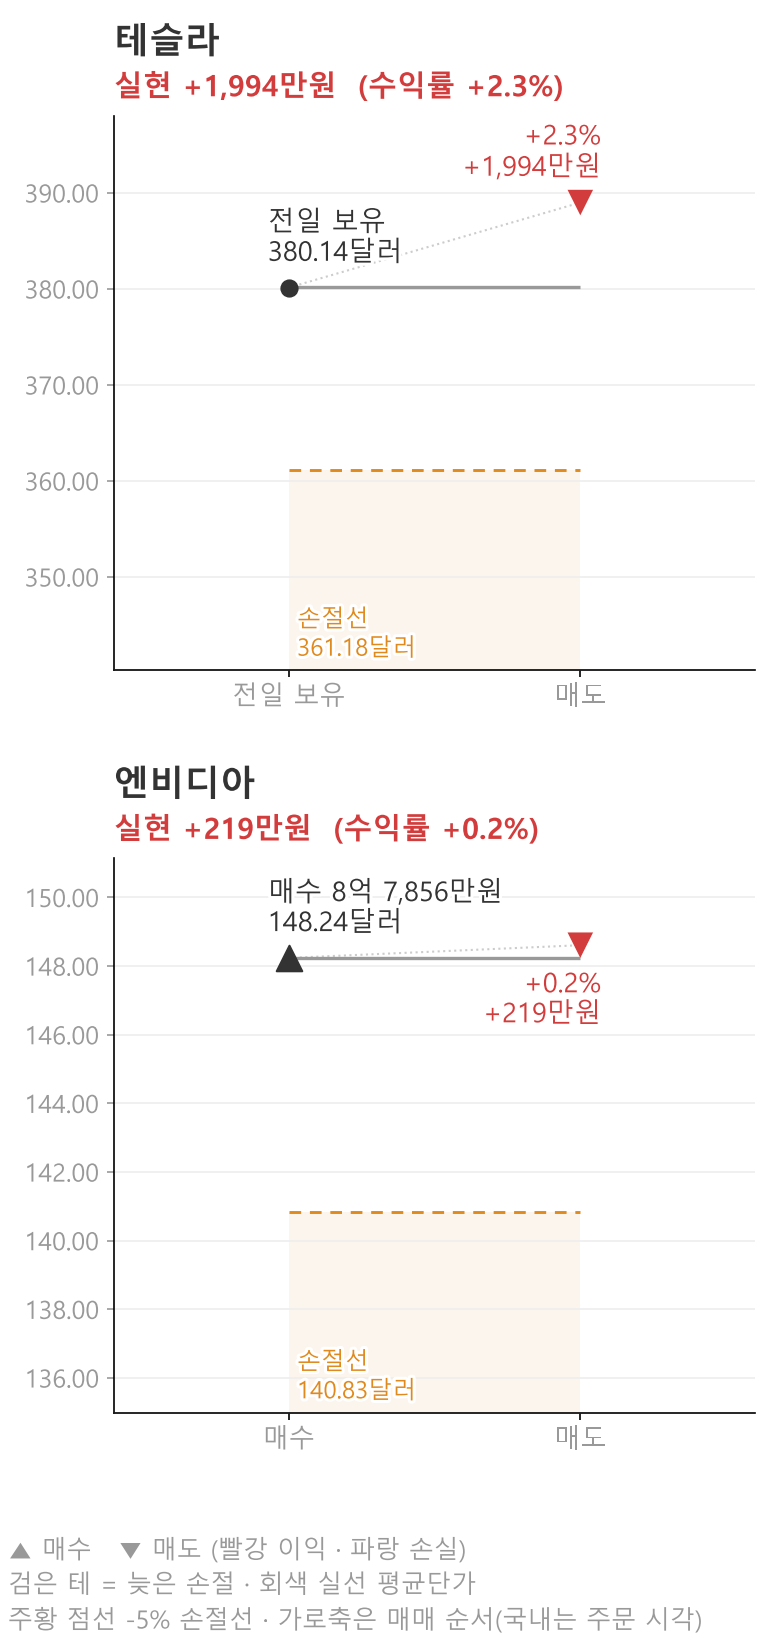 테슬라
실현 +1,994만원 (수익률 +2.3%)
+2.3%
+1,994만원
390.00
전일 보유
380.14달러
380.00
370.00
360.00
350.00
손절선
361.18달러
전일 보유 매도
엔비디아
실현 +219만원 (수익률 +0.2%)
150.00
매수 8억 7,856만원
148.24달러
148.00
+0.2%
+219만원
146.00
144.00
142.00
140.00
138.00
136.00
손절선
140.83달러
매수 매도
▲ 매수 ▼ 매도 (빨강 이익 · 파랑 손실)
검은 테 = 늦은 손절 · 회색 실선 평균단가
주황 점선 -5% 손절선 · 가로축은 매매 순서(국내는 주문 시각)